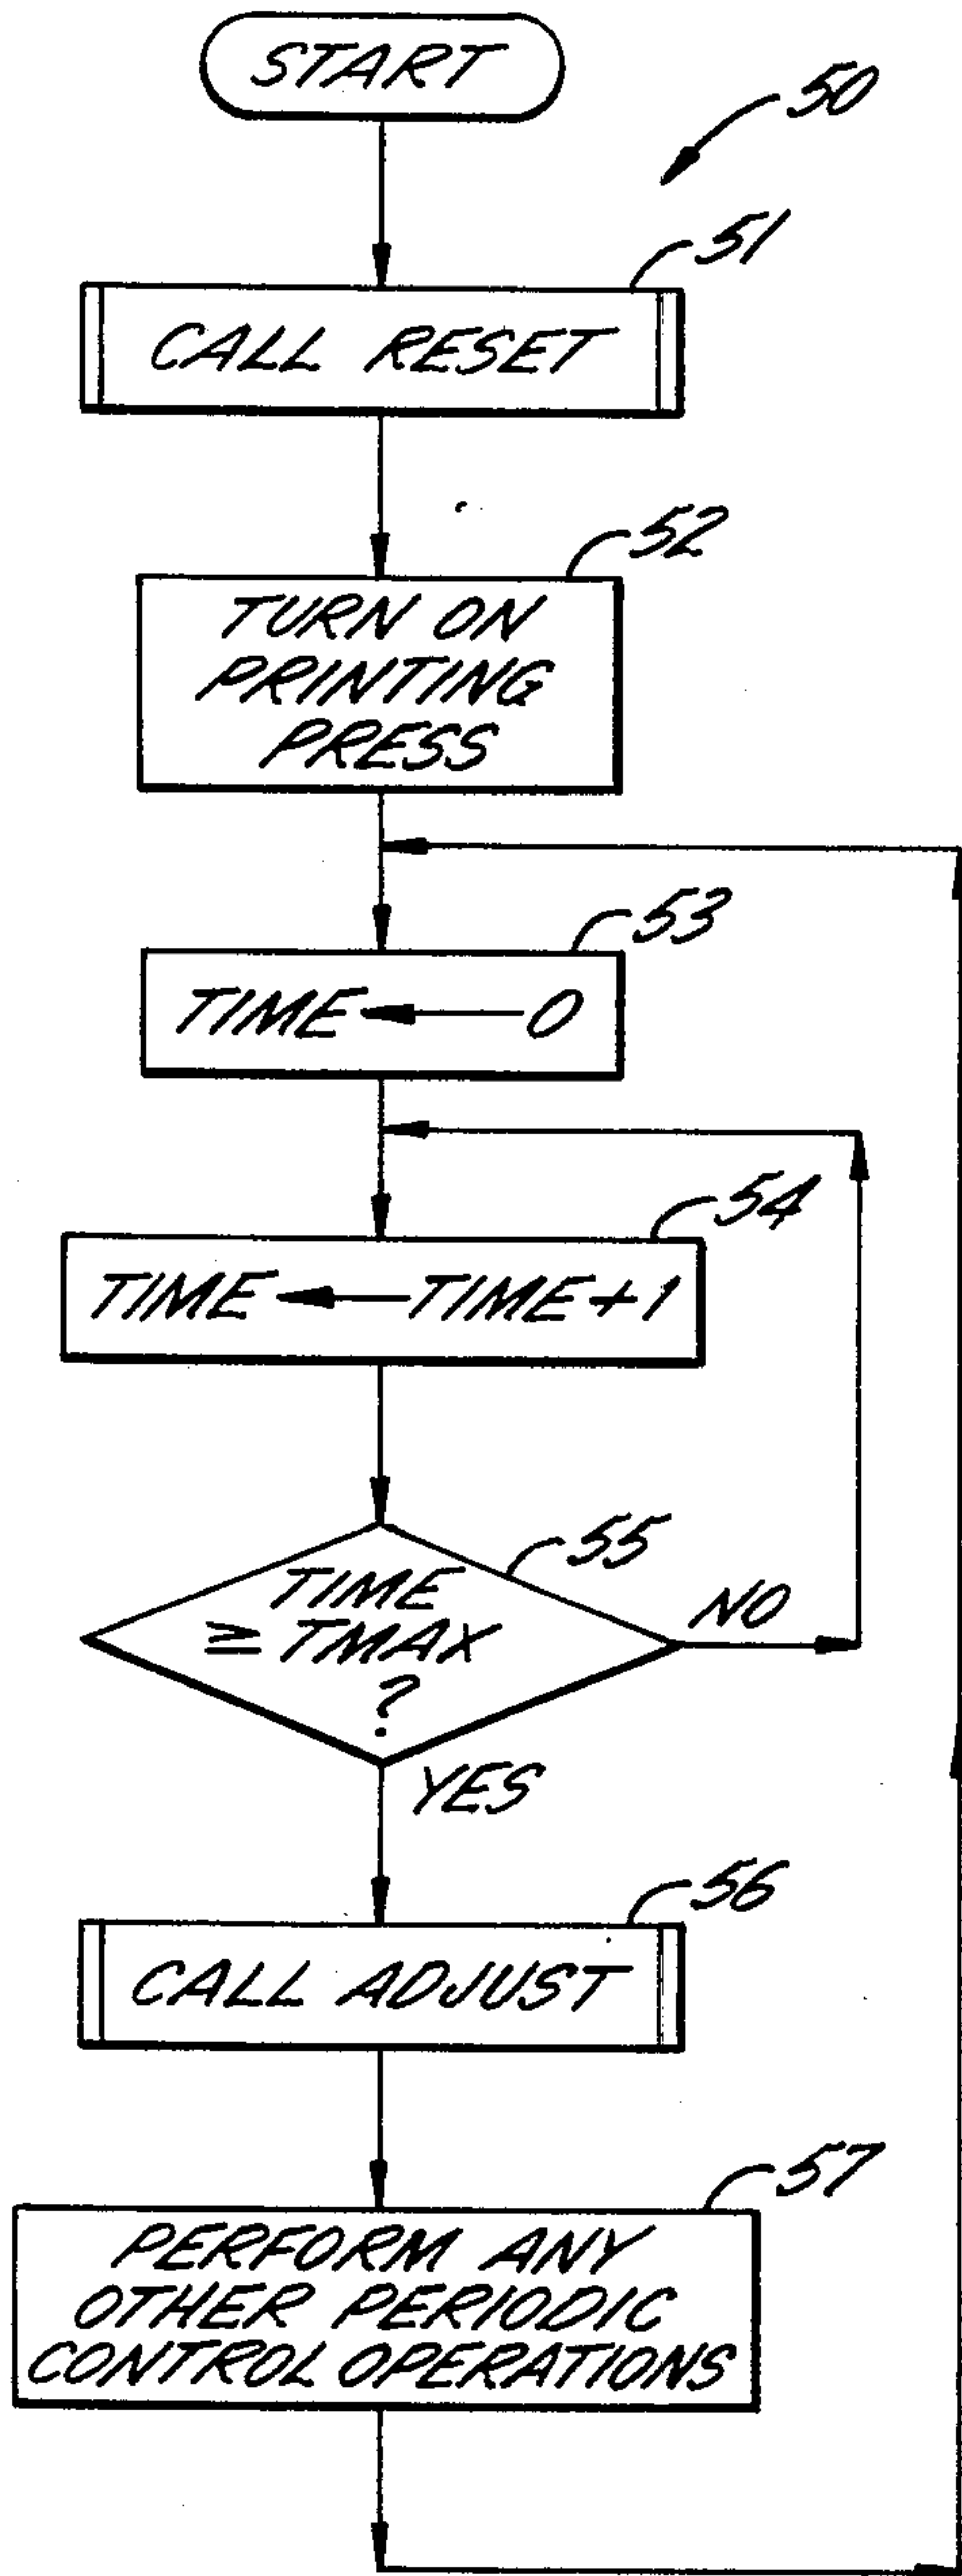 START
50
51
CALL RESET
52
TURN ON
PRINTING
PRESS
53
TIME ← 0
54
TIME ← TIME + 1
55
TIME
≥ TMAX
?
NO
YES
56
CALL ADJUST
57
PERFORM ANY
OTHER PERIODIC
CONTROL OPERATIONS